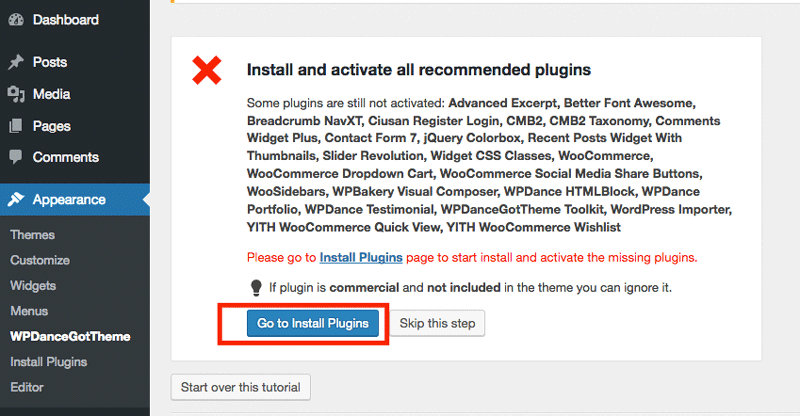 Dashboard
Posts
Media
Pages
Comments
Appearance
Themes
Customize
Widgets
Menus
WPDanceGotTheme
Install Plugins
Editor
Install and activate all recommended plugins
Some plugins are still not activated: Advanced Excerpt, Better Font Awesome,
Breadcrumb NavXT, Ciusan Register Login, CMB2, CMB2 Taxonomy, Comments
Widget Plus, Contact Form 7, jQuery Colorbox, Recent Posts Widget With
Thumbnails, Slider Revolution, Widget CSS Classes, WooCommerce,
WooCommerce Dropdown Cart, WooCommerce Social Media Share Buttons,
WooSidebars, WPBakery Visual Composer, WPDance HTMLBlock, WPDance
Portfolio, WPDance Testimonial, WPDanceGotTheme Toolkit, WordPress Importer,
YITH WooCommerce Quick View, YITH WooCommerce Wishlist
Please go to Install Plugins page to start install and activate the missing plugins.
If plugin is commercial and not included in the theme you can ignore it.
Go to Install Plugins
Skip this step
Start over this tutorial